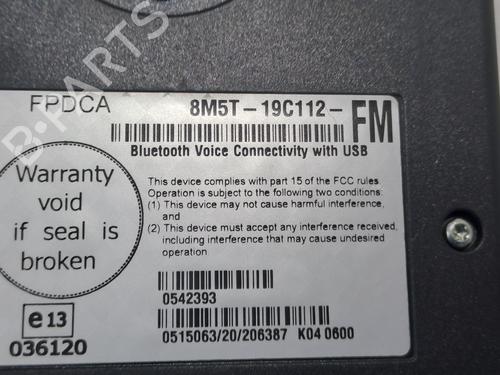 B-PARTS
FPDCA
8M5T-19C112-FM
Bluetooth Voice Connectivity with USB
Warranty
void
if seal is
broken
This device complies with part 15 of the FCC rules.
Operation is subject to the following two conditions:
(1) This device may not cause harmful interference,
and
(2) This device must accept any interference received,
including interference that may cause undesired
operation
0542393
e13
036120
0515063/20/206387 K04 0600